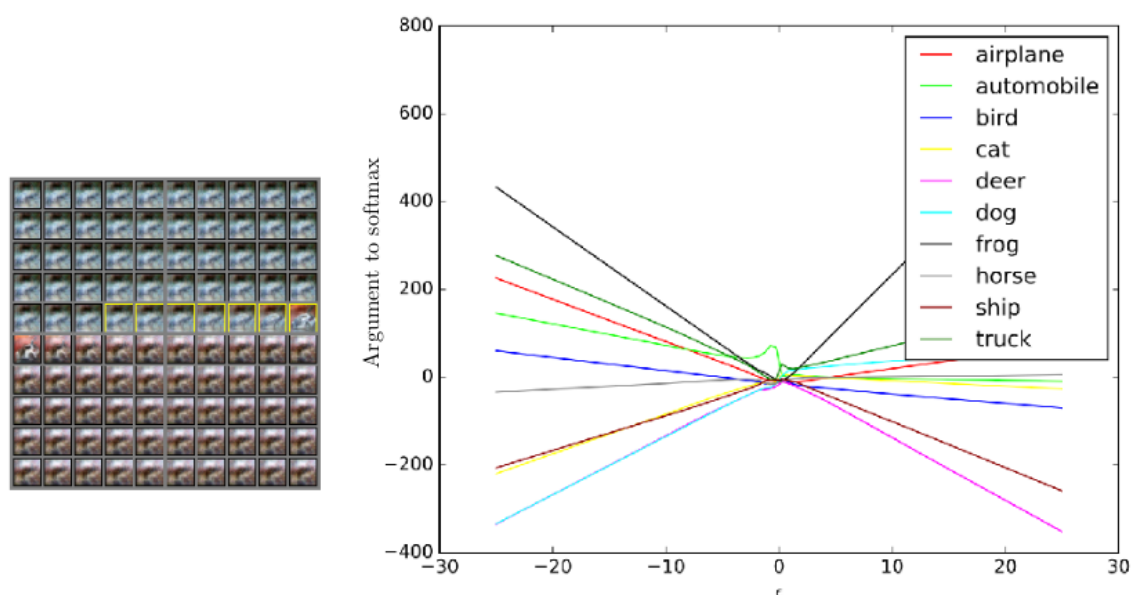 800
600
400
200
0
−200
−400
Argument to softmax
−30
−20
−10
0
10
20
30
airplane
automobile
bird
cat
deer
dog
frog
horse
ship
truck